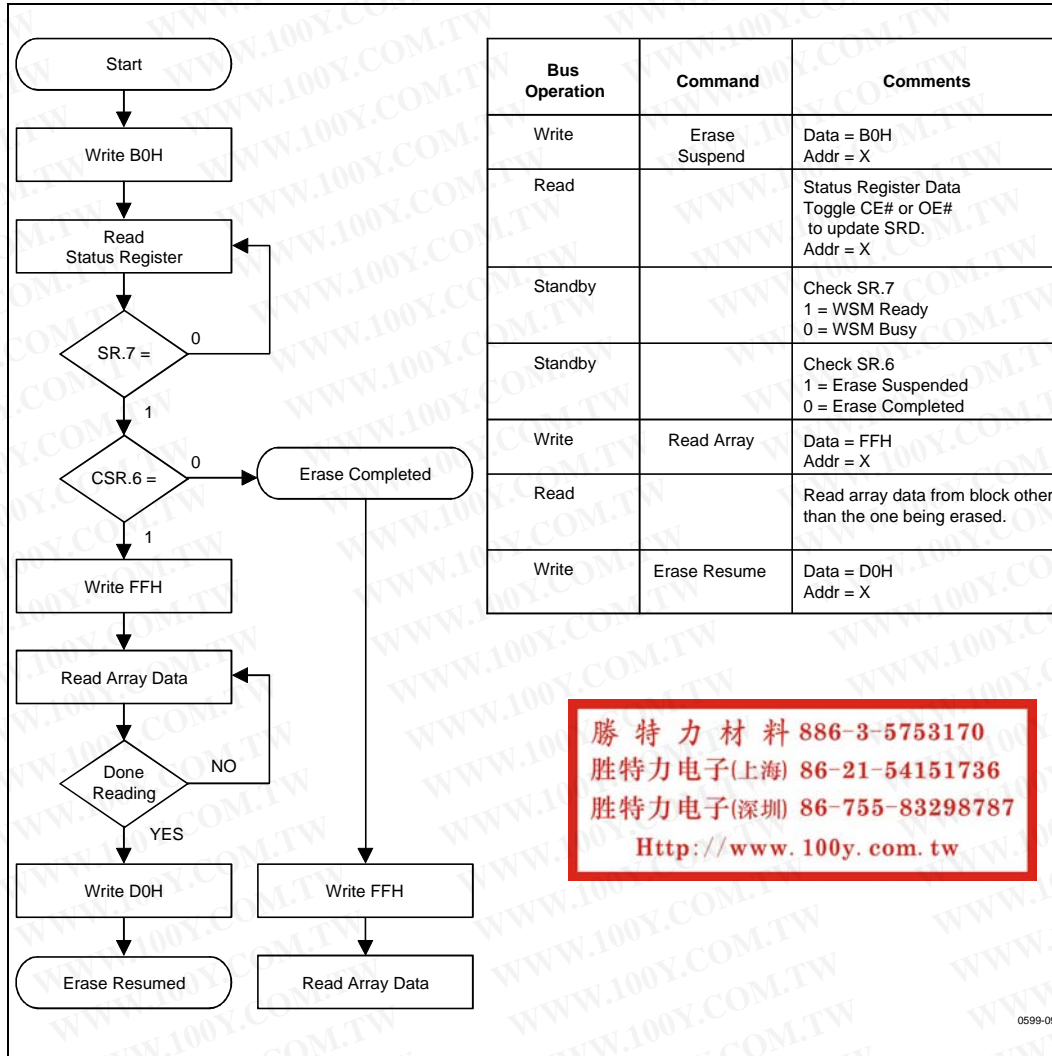 Start
Write B0H
Read
Status Register
SR.7 =
0
1
CSR.6 =
0
Erase Completed
1
Write FFH
Read Array Data
Done
Reading
NO
YES
Write D0H
Write FFH
Erase Resumed
Read Array Data
Bus
Operation
Command
Comments
Write
Erase
Suspend
Data = B0H
Addr = X
Read
Status Register Data
Toggle CE# or OE#
to update SRD.
Addr = X
Standby
Check SR.7
1 = WSM Ready
0 = WSM Busy
Standby
Check SR.6
1 = Erase Suspended
0 = Erase Completed
Write
Read Array
Data = FFH
Addr = X
Read
Read array data from block other
than the one being erased.
Write
Erase Resume
Data = D0H
Addr = X
勝 特 力 材 料 886-3-5753170
胜特力电子(上海) 86-21-54151736
胜特力电子(深圳) 86-755-83298787
Http://www.100y.com.tw
WWW.100Y.COM.TW